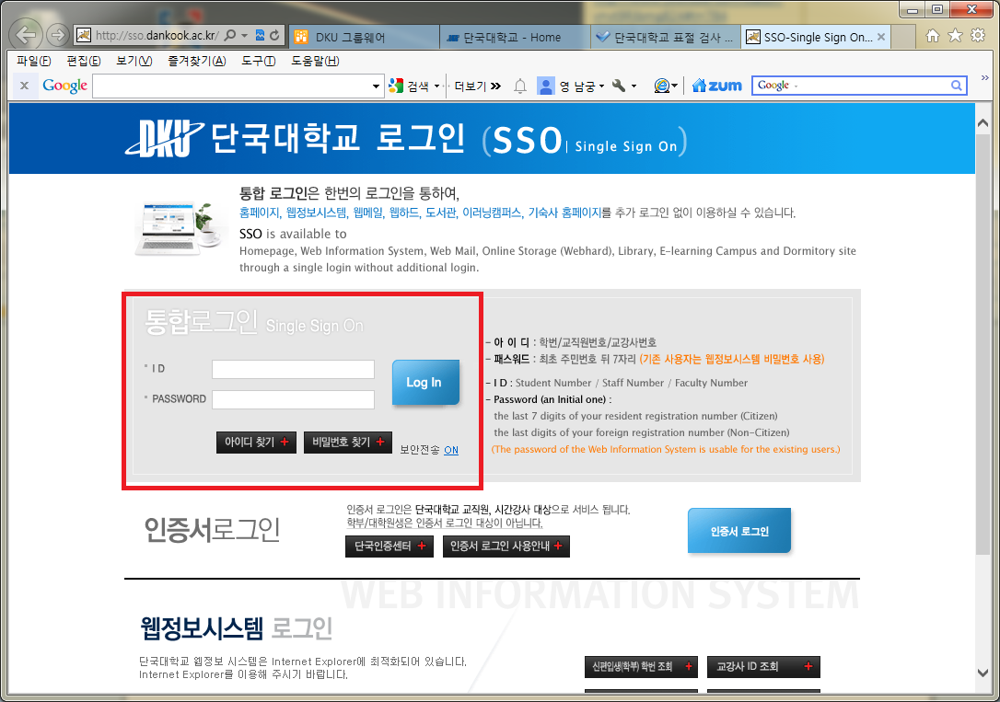 http://sso.dankook.ac.kr/
DKU 그룹웨어
단국대학교 - Home
단국대학교 표절 검사 ...
SSO-Single Sign On...
파일(F) 편집(E) 보기(V) 즐겨찾기(A) 도구(T) 도움말(H)
x Google 검색 더보기 » 영 남궁 zum Google
DKU 단국대학교 로그인 (SSO| Single Sign On)
통합 로그인은 한번의 로그인을 통하여,
홈페이지, 웹정보시스템, 웹메일, 웹하드, 도서관, 이러닝캠퍼스, 기숙사 홈페이지를 추가 로그인 없이 이용하실 수 있습니다.
SSO is available to
Homepage, Web Information System, Web Mail, Online Storage (Webhard), Library, E-learning Campus and Dormitory site
through a single login without additional login.
통합로그인 Single Sign On
ID
PASSWORD
Log In
아이디 찾기 +
비밀번호 찾기 +
보안전송 ON
- 아 이 디 : 학번/교직원번호/교강사번호
- 패스워드 : 최초 주민번호 뒤 7자리 (기존 사용자는 웹정보시스템 비밀번호 사용)
- I D : Student Number / Staff Number / Faculty Number
- Password (an Initial one) :
the last 7 digits of your resident registration number (Citizen)
the last digits of your foreign registration number (Non-Citizen)
(The password of the Web Information System is usable for the existing users.)
인증서로그인
인증서 로그인은 단국대학교 교직원, 시간강사 대상으로 서비스 됩니다.
학부/대학원생은 인증서 로그인 대상이 아닙니다.
단국인증센터 +
인증서 로그인 사용안내 +
인증서 로그인
WEB INFORMATION SYSTEM
웹정보시스템 로그인
단국대학교 웹정보 시스템은 Internet Explorer에 최적화되어 있습니다.
Internet Explorer를 이용해 주시기 바랍니다.
신편입생(학부) 학번 조회 +
교강사 ID 조회 +